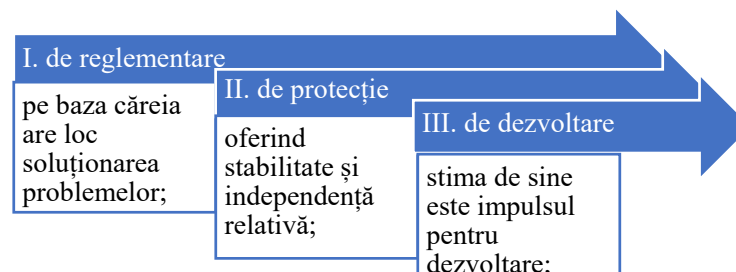 I. de reglementare
pe baza căreia
are loc
soluționarea
problemelor;
II. de protecție
oferind
stabilitate și
independență
relativă;
III. de dezvoltare
stima de sine
este impulsul
pentru
dezvoltare;